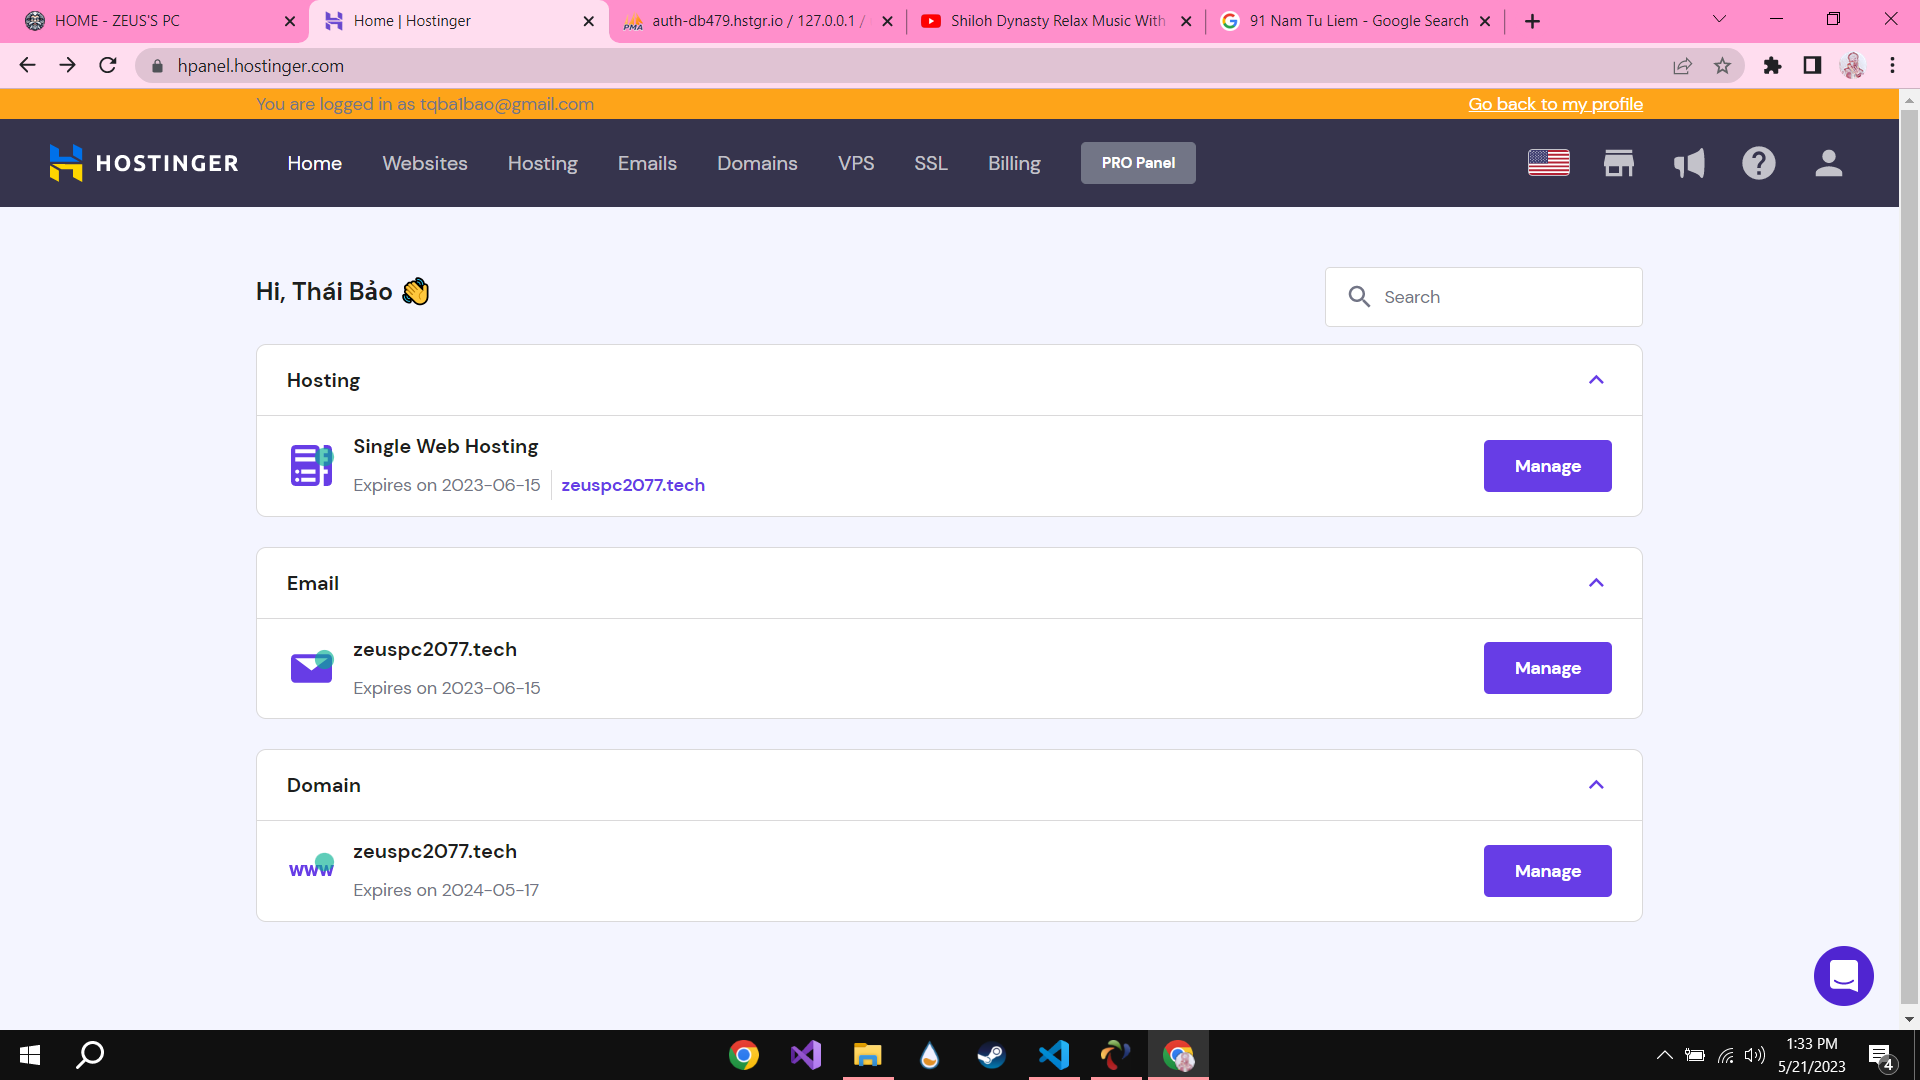 HOME - ZEUS'S PC
Home | Hostinger
auth-db479.hstgr.io / 127.0.0.1 /
Shiloh Dynasty Relax Music With
91 Nam Tu Liem - Google Search
hpanel.hostinger.com
You are logged in as tqba1bao@gmail.com
Go back to my profile
HOSTINGER
Home
Websites
Hosting
Emails
Domains
VPS
SSL
Billing
PRO Panel
Hi, Thái Bảo 👋
Search
Hosting
Single Web Hosting
Expires on 2023-06-15
zeuspc2077.tech
Manage
Email
zeuspc2077.tech
Expires on 2023-06-15
Manage
Domain
www
zeuspc2077.tech
Expires on 2024-05-17
Manage
1:33 PM
5/21/2023
4